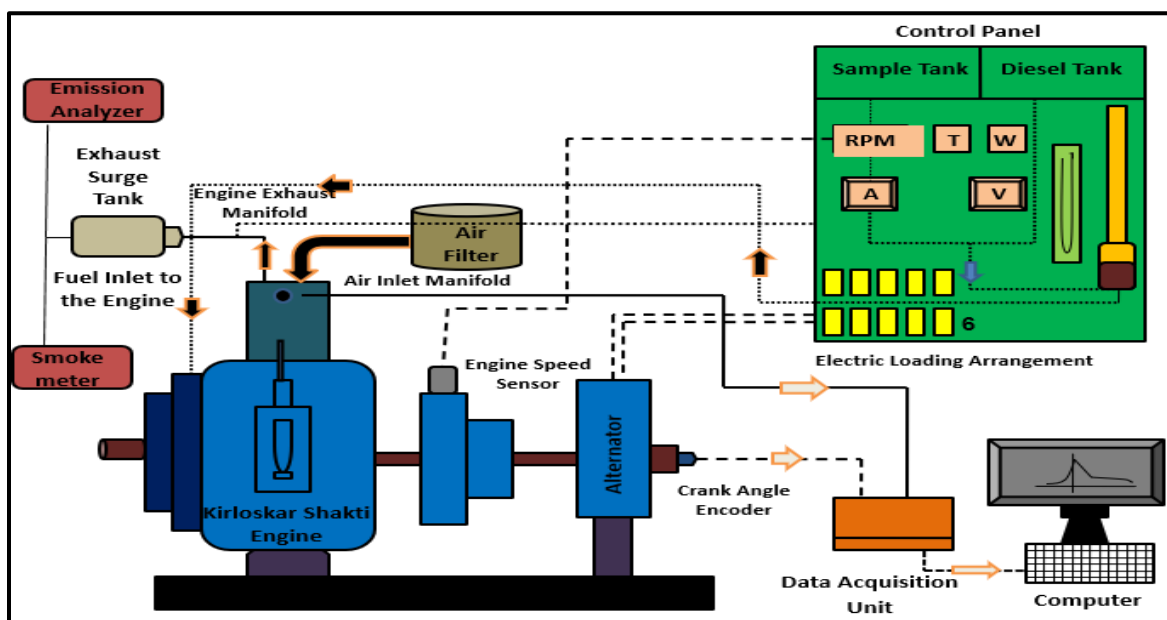 Control Panel
Sample Tank
Diesel Tank
Emission
Analyzer
RPM
T
W
Exhaust
Surge
Tank
Engine Exhaust
Manifold
A
V
Air
Filter
Fuel Inlet to
the Engine
Air Inlet Manifold
6
Smoke
meter
Engine Speed
Sensor
Electric Loading Arrangement
Alternator
Crank Angle
Encoder
Kirloskar Shakti
Engine
Data Acquisition
Unit
Computer